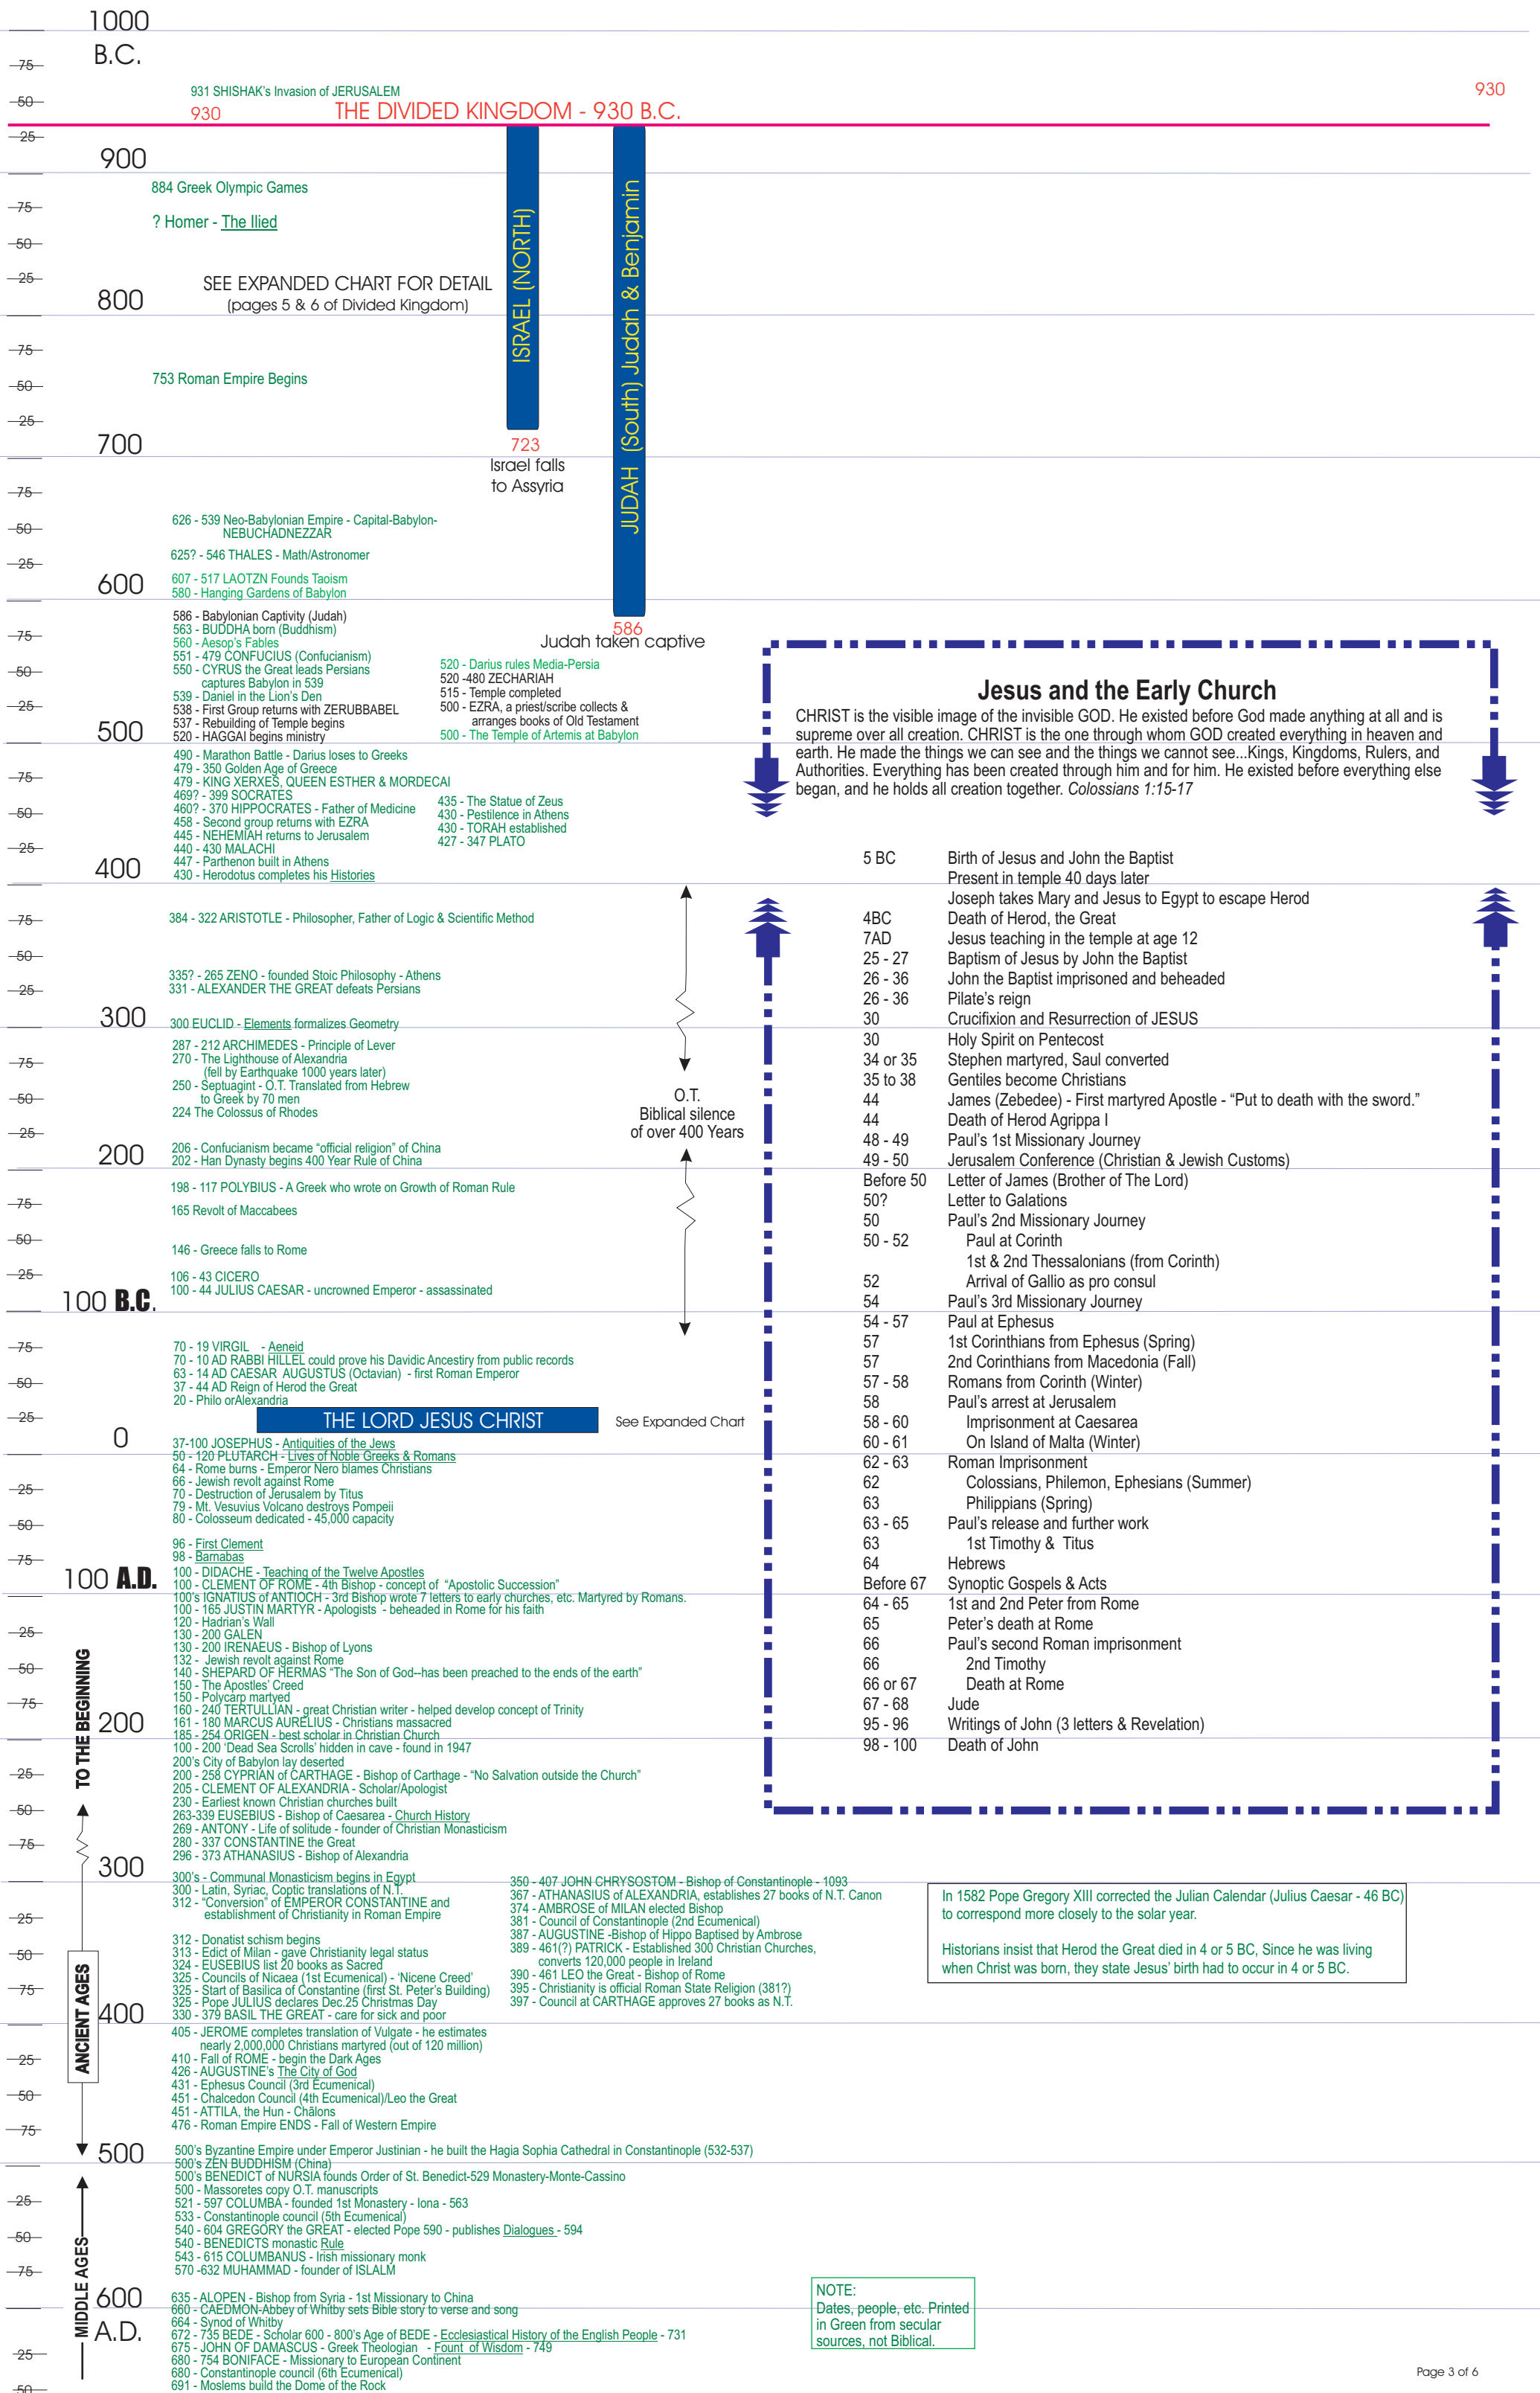 1000
B.C.
75
931 SHISHAK's Invasion of JERUSALEM
50
930
THE DIVIDED KINGDOM - 930 B.C.
930
25
900
884 Greek Olympic Games
75
? Homer - The Ilied
50
25
SEE EXPANDED CHART FOR DETAIL
(pages 5 & 6 of Divided Kingdom)
800
ISRAEL (NORTH)
JUDAH (South) Judah & Benjamin
75
753 Roman Empire Begins
50
25
700
723
Israel falls
to Assyria
75
626 - 539 Neo-Babylonian Empire - Capital-Babylon-
NEBUCHADNEZZAR
50
625? - 546 THALES - Math/Astronomer
25
607 - 517 LAOTZN Founds Taoism
600
580 - Hanging Gardens of Babylon
586 - Babylonian Captivity (Judah)
563 - BUDDHA born (Buddhism)
560 - Aesop's Fables
551 - 479 CONFUCIUS (Confucianism)
550 - CYRUS the Great leads Persians
captures Babylon in 539
539 - Daniel in the Lion's Den
538 - First Group returns with ZERUBBABEL
537 - Rebuilding of Temple begins
520 - HAGGAI begins ministry
75
50
25
500
586
Judah taken captive
520 - Darius rules Media-Persia
520 -480 ZECHARIAH
515 - Temple completed
500 - EZRA, a priest/scribe collects &
arranges books of Old Testament
500 - The Temple of Artemis at Babylon
490 - Marathon Battle - Darius loses to Greeks
479 - 350 Golden Age of Greece
479 - KING XERXES, QUEEN ESTHER & MORDECAI
469? - 399 SOCRATES
460? - 370 HIPPOCRATES - Father of Medicine
458 - Second group returns with EZRA
445 - NEHEMIAH returns to Jerusalem
440 - 430 MALACHI
447 - Parthenon built in Athens
430 - Herodotus completes his Histories
75
50
25
400
435 - The Statue of Zeus
430 - Pestilence in Athens
430 - TORAH established
427 - 347 PLATO
384 - 322 ARISTOTLE - Philosopher, Father of Logic & Scientific Method
75
50
335? - 265 ZENO - founded Stoic Philosophy - Athens
331 - ALEXANDER THE GREAT defeats Persians
25
300
300 EUCLID - Elements formalizes Geometry
287 - 212 ARCHIMEDES - Principle of Lever
270 - The Lighthouse of Alexandria
(fell by Earthquake 1000 years later)
250 - Septuagint - O.T. Translated from Hebrew
to Greek by 70 men
224 The Colossus of Rhodes
75
50
25
O.T.
Biblical silence
of over 400 Years
206 - Confucianism became "official religion" of China
200
202 - Han Dynasty begins 400 Year Rule of China
198 - 117 POLYBIUS - A Greek who wrote on Growth of Roman Rule
75
165 Revolt of Maccabees
50
146 - Greece falls to Rome
25
106 - 43 CICERO
100 - 44 JULIUS CAESAR - uncrowned Emperor - assassinated
100 B.C.
75
70 - 19 VIRGIL - Aeneid
70 - 10 AD RABBI HILLEL could prove his Davidic Ancestiry from public records
63 - 14 AD CAESAR AUGUSTUS (Octavian) - first Roman Emperor
50
37 - 44 AD Reign of Herod the Great
20 - Philo orAlexandria
25
THE LORD JESUS CHRIST
See Expanded Chart
0
37-100 JOSEPHUS - Antiquities of the Jews
50 - 120 PLUTARCH - Lives of Noble Greeks & Romans
64 - Rome burns - Emperor Nero blames Christians
66 - Jewish revolt against Rome
70 - Destruction of Jerusalem by Titus
79 - Mt. Vesuvius Volcano destroys Pompeii
80 - Colosseum dedicated - 45,000 capacity
25
50
96 - First Clement
98 - Barnabas
75
100 A.D.
100 - DIDACHE - Teaching of the Twelve Apostles
100 - CLEMENT OF ROME - 4th Bishop - concept of "Apostolic Succession"
100's IGNATIUS of ANTIOCH - 3rd Bishop wrote 7 letters to early churches, etc. Martyred by Romans.
100 - 165 JUSTIN MARTYR - Apologists - beheaded in Rome for his faith
120 - Hadrian's Wall
130 - 200 GALEN
130 - 200 IRENAEUS - Bishop of Lyons
132 - Jewish revolt against Rome
140 - SHEPARD OF HERMAS "The Son of God--has been preached to the ends of the earth"
150 - The Apostles' Creed
150 - Polycarp martyed
160 - 240 TERTULLIAN - great Christian writer - helped develop concept of Trinity
161 - 180 MARCUS AURELIUS - Christians massacred
185 - 254 ORIGEN - best scholar in Christian Church
100 - 200 'Dead Sea Scrolls' hidden in cave - found in 1947
25
50
75
200
TO THE BEGINNING
200's City of Babylon lay deserted
200 - 258 CYPRIAN of CARTHAGE - Bishop of Carthage - "No Salvation outside the Church"
205 - CLEMENT OF ALEXANDRIA - Scholar/Apologist
230 - Earliest known Christian churches built
263-339 EUSEBIUS - Bishop of Caesarea - Church History
269 - ANTONY - Life of solitude - founder of Christian Monasticism
280 - 337 CONSTANTINE the Great
296 - 373 ATHANASIUS - Bishop of Alexandria
25
50
75
300
300's - Communal Monasticism begins in Egypt
300 - Latin, Syriac, Coptic translations of N.T.
312 - "Conversion" of EMPEROR CONSTANTINE and
establishment of Christianity in Roman Empire
312 - Donatist schism begins
313 - Edict of Milan - gave Christianity legal status
324 - EUSEBIUS list 20 books as Sacred
325 - Councils of Nicaea (1st Ecumenical) - 'Nicene Creed'
325 - Start of Basilica of Constantine (first St. Peter's Building)
325 - Pope JULIUS declares Dec.25 Christmas Day
330 - 379 BASIL THE GREAT - care for sick and poor
25
50
75
400
ANCIENT AGES
350 - 407 JOHN CHRYSOSTOM - Bishop of Constantinople - 1093
367 - ATHANASIUS of ALEXANDRIA, establishes 27 books of N.T. Canon
374 - AMBROSE of MILAN elected Bishop
381 - Council of Constantinople (2nd Ecumenical)
387 - AUGUSTINE -Bishop of Hippo Baptised by Ambrose
389 - 461(?) PATRICK - Established 300 Christian Churches,
converts 120,000 people in Ireland
390 - 461 LEO the Great - Bishop of Rome
395 - Christianity is official Roman State Religion (381?)
397 - Council at CARTHAGE approves 27 books as N.T.
405 - JEROME completes translation of Vulgate - he estimates
nearly 2,000,000 Christians martyred (out of 120 million)
410 - Fall of ROME - begin the Dark Ages
426 - AUGUSTINE's The City of God
431 - Ephesus Council (3rd Ecumenical)
451 - Chalcedon Council (4th Ecumenical)/Leo the Great
451 - ATTILA, the Hun - Châlons
476 - Roman Empire ENDS - Fall of Western Empire
25
50
75
500
500's Byzantine Empire under Emperor Justinian - he built the Hagia Sophia Cathedral in Constantinople (532-537)
500's ZEN BUDDHISM (China)
500's BENEDICT of NURSIA founds Order of St. Benedict-529 Monastery-Monte-Cassino
500 - Massoretes copy O.T. manuscripts
521 - 597 COLUMBA - founded 1st Monastery - Iona - 563
533 - Constantinople council (5th Ecumenical)
540 - 604 GREGORY the GREAT - elected Pope 590 - publishes Dialogues - 594
540 - BENEDICTS monastic Rule
543 - 615 COLUMBANUS - Irish missionary monk
570 -632 MUHAMMAD - founder of ISLALM
25
50
75
600
A.D.
MIDDLE AGES
635 - ALOPEN - Bishop from Syria - 1st Missionary to China
660 - CAEDMON-Abbey of Whitby sets Bible story to verse and song
664 - Synod of Whitby
672 - 735 BEDE - Scholar 600 - 800's Age of BEDE - Ecclesiastical History of the English People - 731
675 - JOHN OF DAMASCUS - Greek Theologian - Fount of Wisdom - 749
680 - 754 BONIFACE - Missionary to European Continent
680 - Constantinople council (6th Ecumenical)
691 - Moslems build the Dome of the Rock
25
50
Jesus and the Early Church
CHRIST is the visible image of the invisible GOD. He existed before God made anything at all and is
supreme over all creation. CHRIST is the one through whom GOD created everything in heaven and
earth. He made the things we can see and the things we cannot see...Kings, Kingdoms, Rulers, and
Authorities. Everything has been created through him and for him. He existed before everything else
began, and he holds all creation together. Colossians 1:15-17
5 BC Birth of Jesus and John the Baptist
Present in temple 40 days later
Joseph takes Mary and Jesus to Egypt to escape Herod
4BC Death of Herod, the Great
7AD Jesus teaching in the temple at age 12
25 - 27 Baptism of Jesus by John the Baptist
26 - 36 John the Baptist imprisoned and beheaded
26 - 36 Pilate's reign
30 Crucifixion and Resurrection of JESUS
30 Holy Spirit on Pentecost
34 or 35 Stephen martyred, Saul converted
35 to 38 Gentiles become Christians
44 James (Zebedee) - First martyred Apostle - "Put to death with the sword."
44 Death of Herod Agrippa I
48 - 49 Paul's 1st Missionary Journey
49 - 50 Jerusalem Conference (Christian & Jewish Customs)
Before 50 Letter of James (Brother of The Lord)
50? Letter to Galations
50 Paul's 2nd Missionary Journey
50 - 52 Paul at Corinth
1st & 2nd Thessalonians (from Corinth)
52 Arrival of Gallio as pro consul
54 Paul's 3rd Missionary Journey
54 - 57 Paul at Ephesus
57 1st Corinthians from Ephesus (Spring)
57 2nd Corinthians from Macedonia (Fall)
57 - 58 Romans from Corinth (Winter)
58 Paul's arrest at Jerusalem
58 - 60 Imprisonment at Caesarea
60 - 61 On Island of Malta (Winter)
62 - 63 Roman Imprisonment
62 Colossians, Philemon, Ephesians (Summer)
63 Philippians (Spring)
63 - 65 Paul's release and further work
63 1st Timothy & Titus
64 Hebrews
Before 67 Synoptic Gospels & Acts
64 - 65 1st and 2nd Peter from Rome
65 Peter's death at Rome
66 Paul's second Roman imprisonment
66 2nd Timothy
66 or 67 Death at Rome
67 - 68 Jude
95 - 96 Writings of John (3 letters & Revelation)
98 - 100 Death of John
In 1582 Pope Gregory XIII corrected the Julian Calendar (Julius Caesar - 46 BC)
to correspond more closely to the solar year.
Historians insist that Herod the Great died in 4 or 5 BC, Since he was living
when Christ was born, they state Jesus' birth had to occur in 4 or 5 BC.
NOTE:
Dates, people, etc. Printed
in Green from secular
sources, not Biblical.
Page 3 of 6